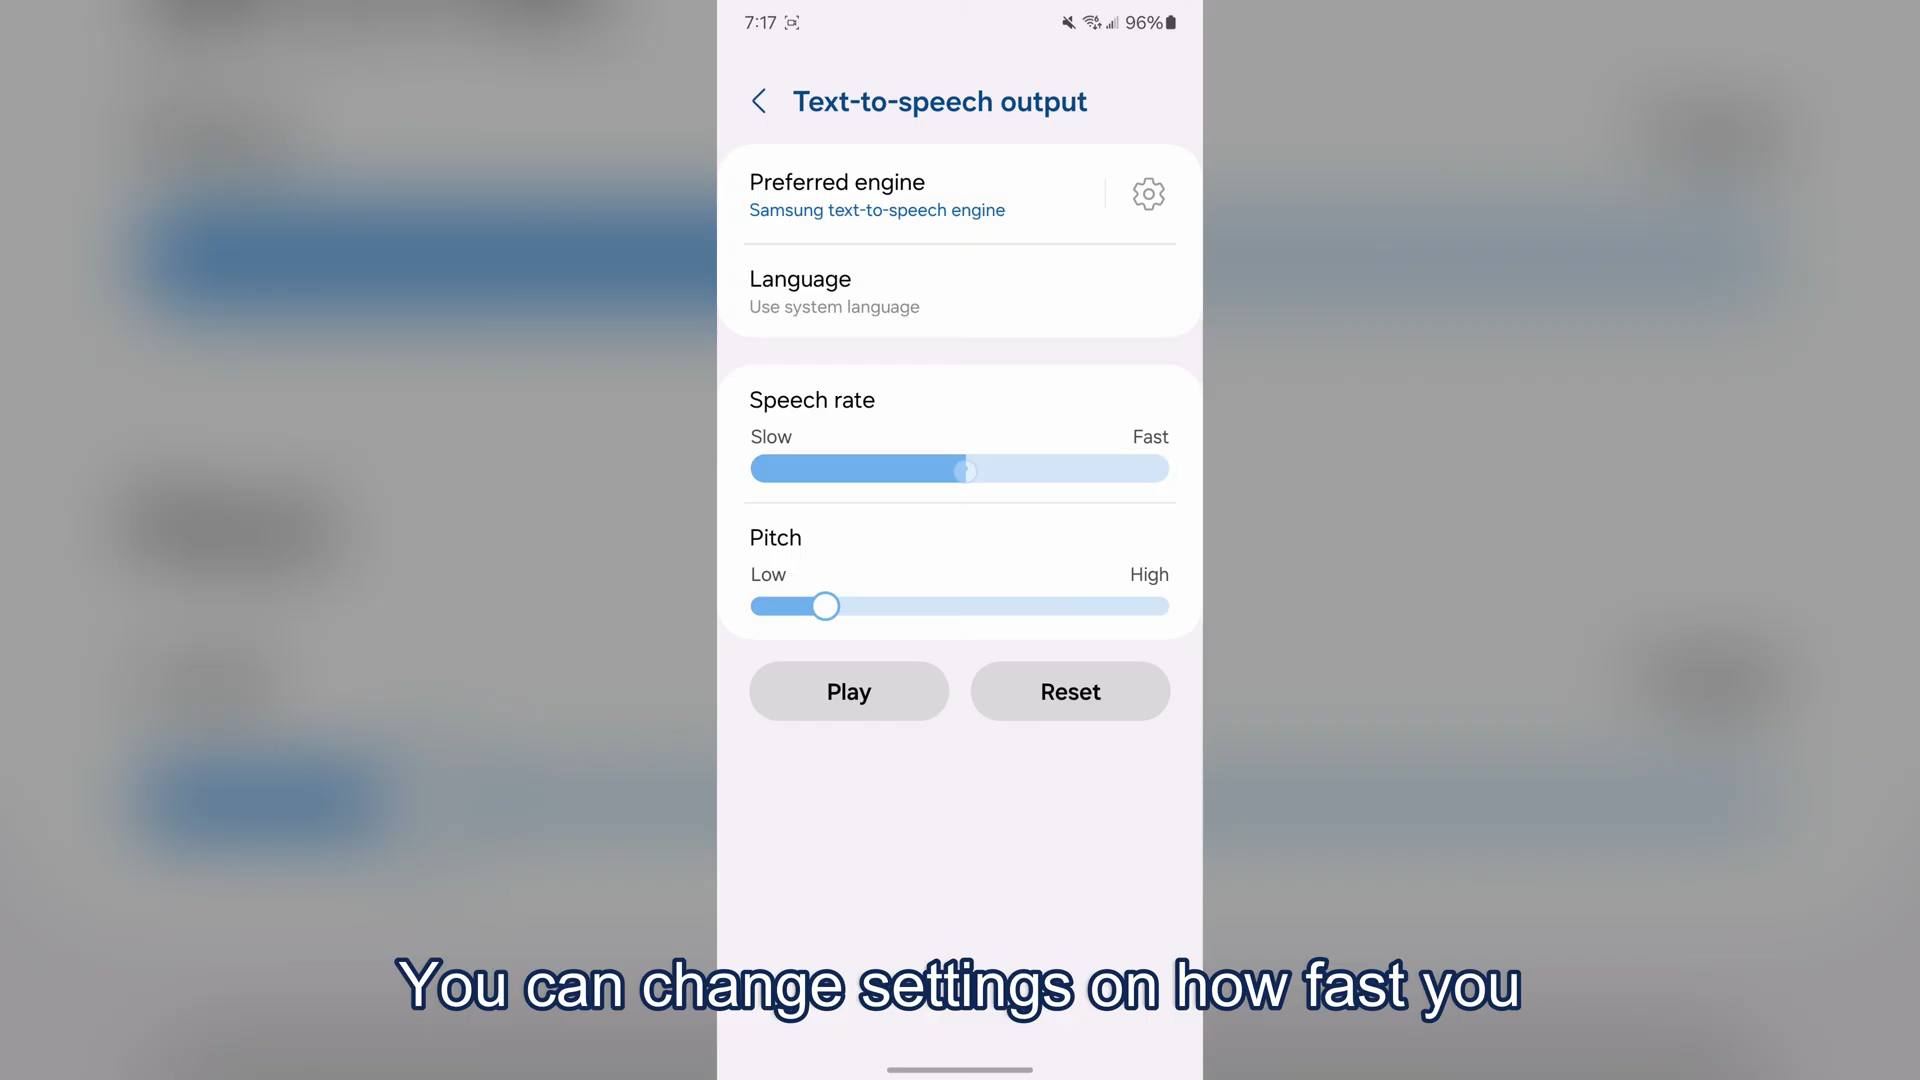 7:17
96%
Text-to-speech output
Preferred engine
Samsung text-to-speech engine
Language
Use system language
Speech rate
Slow Fast
Pitch
Low High
Play Reset
You can change settings on how fast you